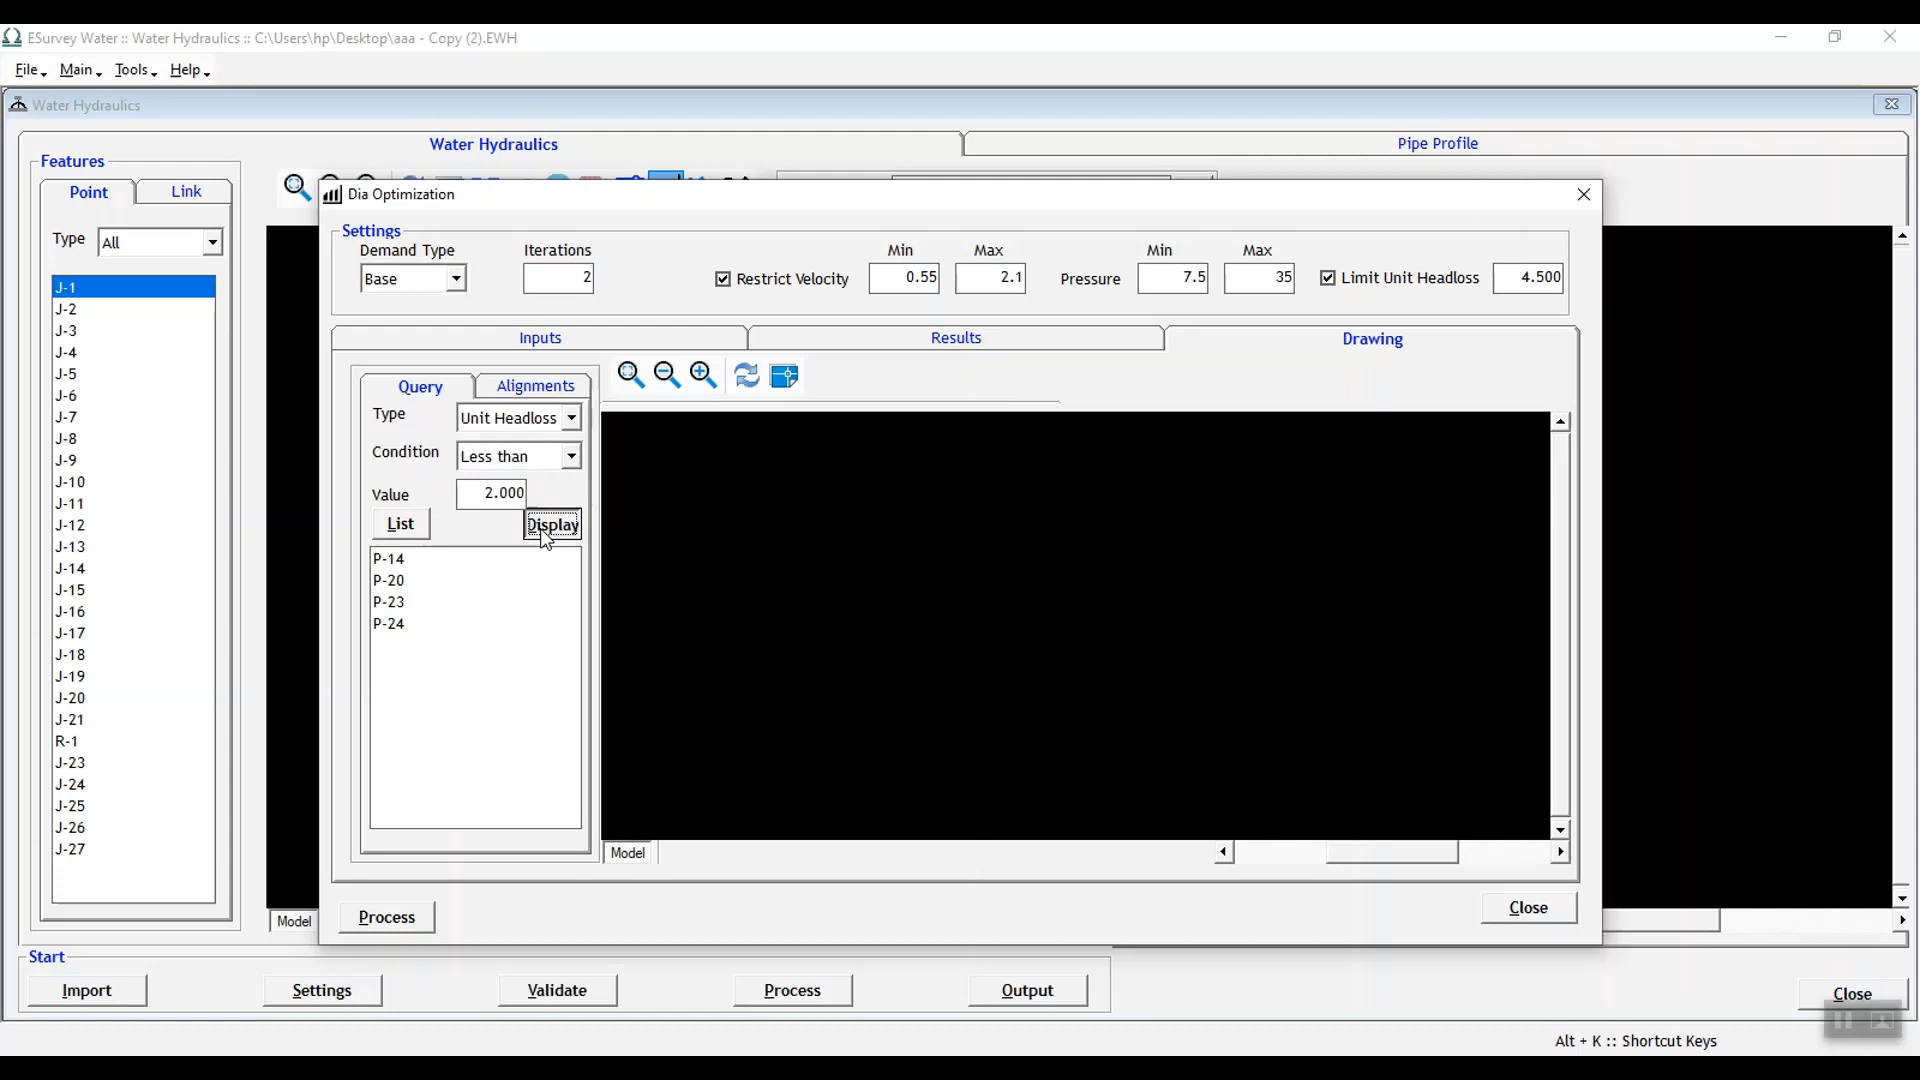 ESurvey Water :: Water Hydraulics :: C:\Users\hp\Desktop\aaa - Copy (2).EWH
File Main Tools Help
Water Hydraulics
Water Hydraulics Pipe Profile
Features
Point Link
Type All
J-1
J-2
J-3
J-4
J-5
J-6
J-7
J-8
J-9
J-10
J-11
J-12
J-13
J-14
J-15
J-16
J-17
J-18
J-19
J-20
J-21
R-1
J-23
J-24
J-25
J-26
J-27
Model
Dia Optimization
Settings
Demand Type Iterations Min Max Min Max
Base 2 Restrict Velocity 0.55 2.1 Pressure 7.5 35 Limit Unit Headloss 4.500
Inputs Results Drawing
Query Alignments
Type Unit Headloss
Condition Less than
Value 2.000
List Display
P-14
P-20
P-23
P-24
Model
Process Close
Start
Import Settings Validate Process Output Close
Alt + K :: Shortcut Keys